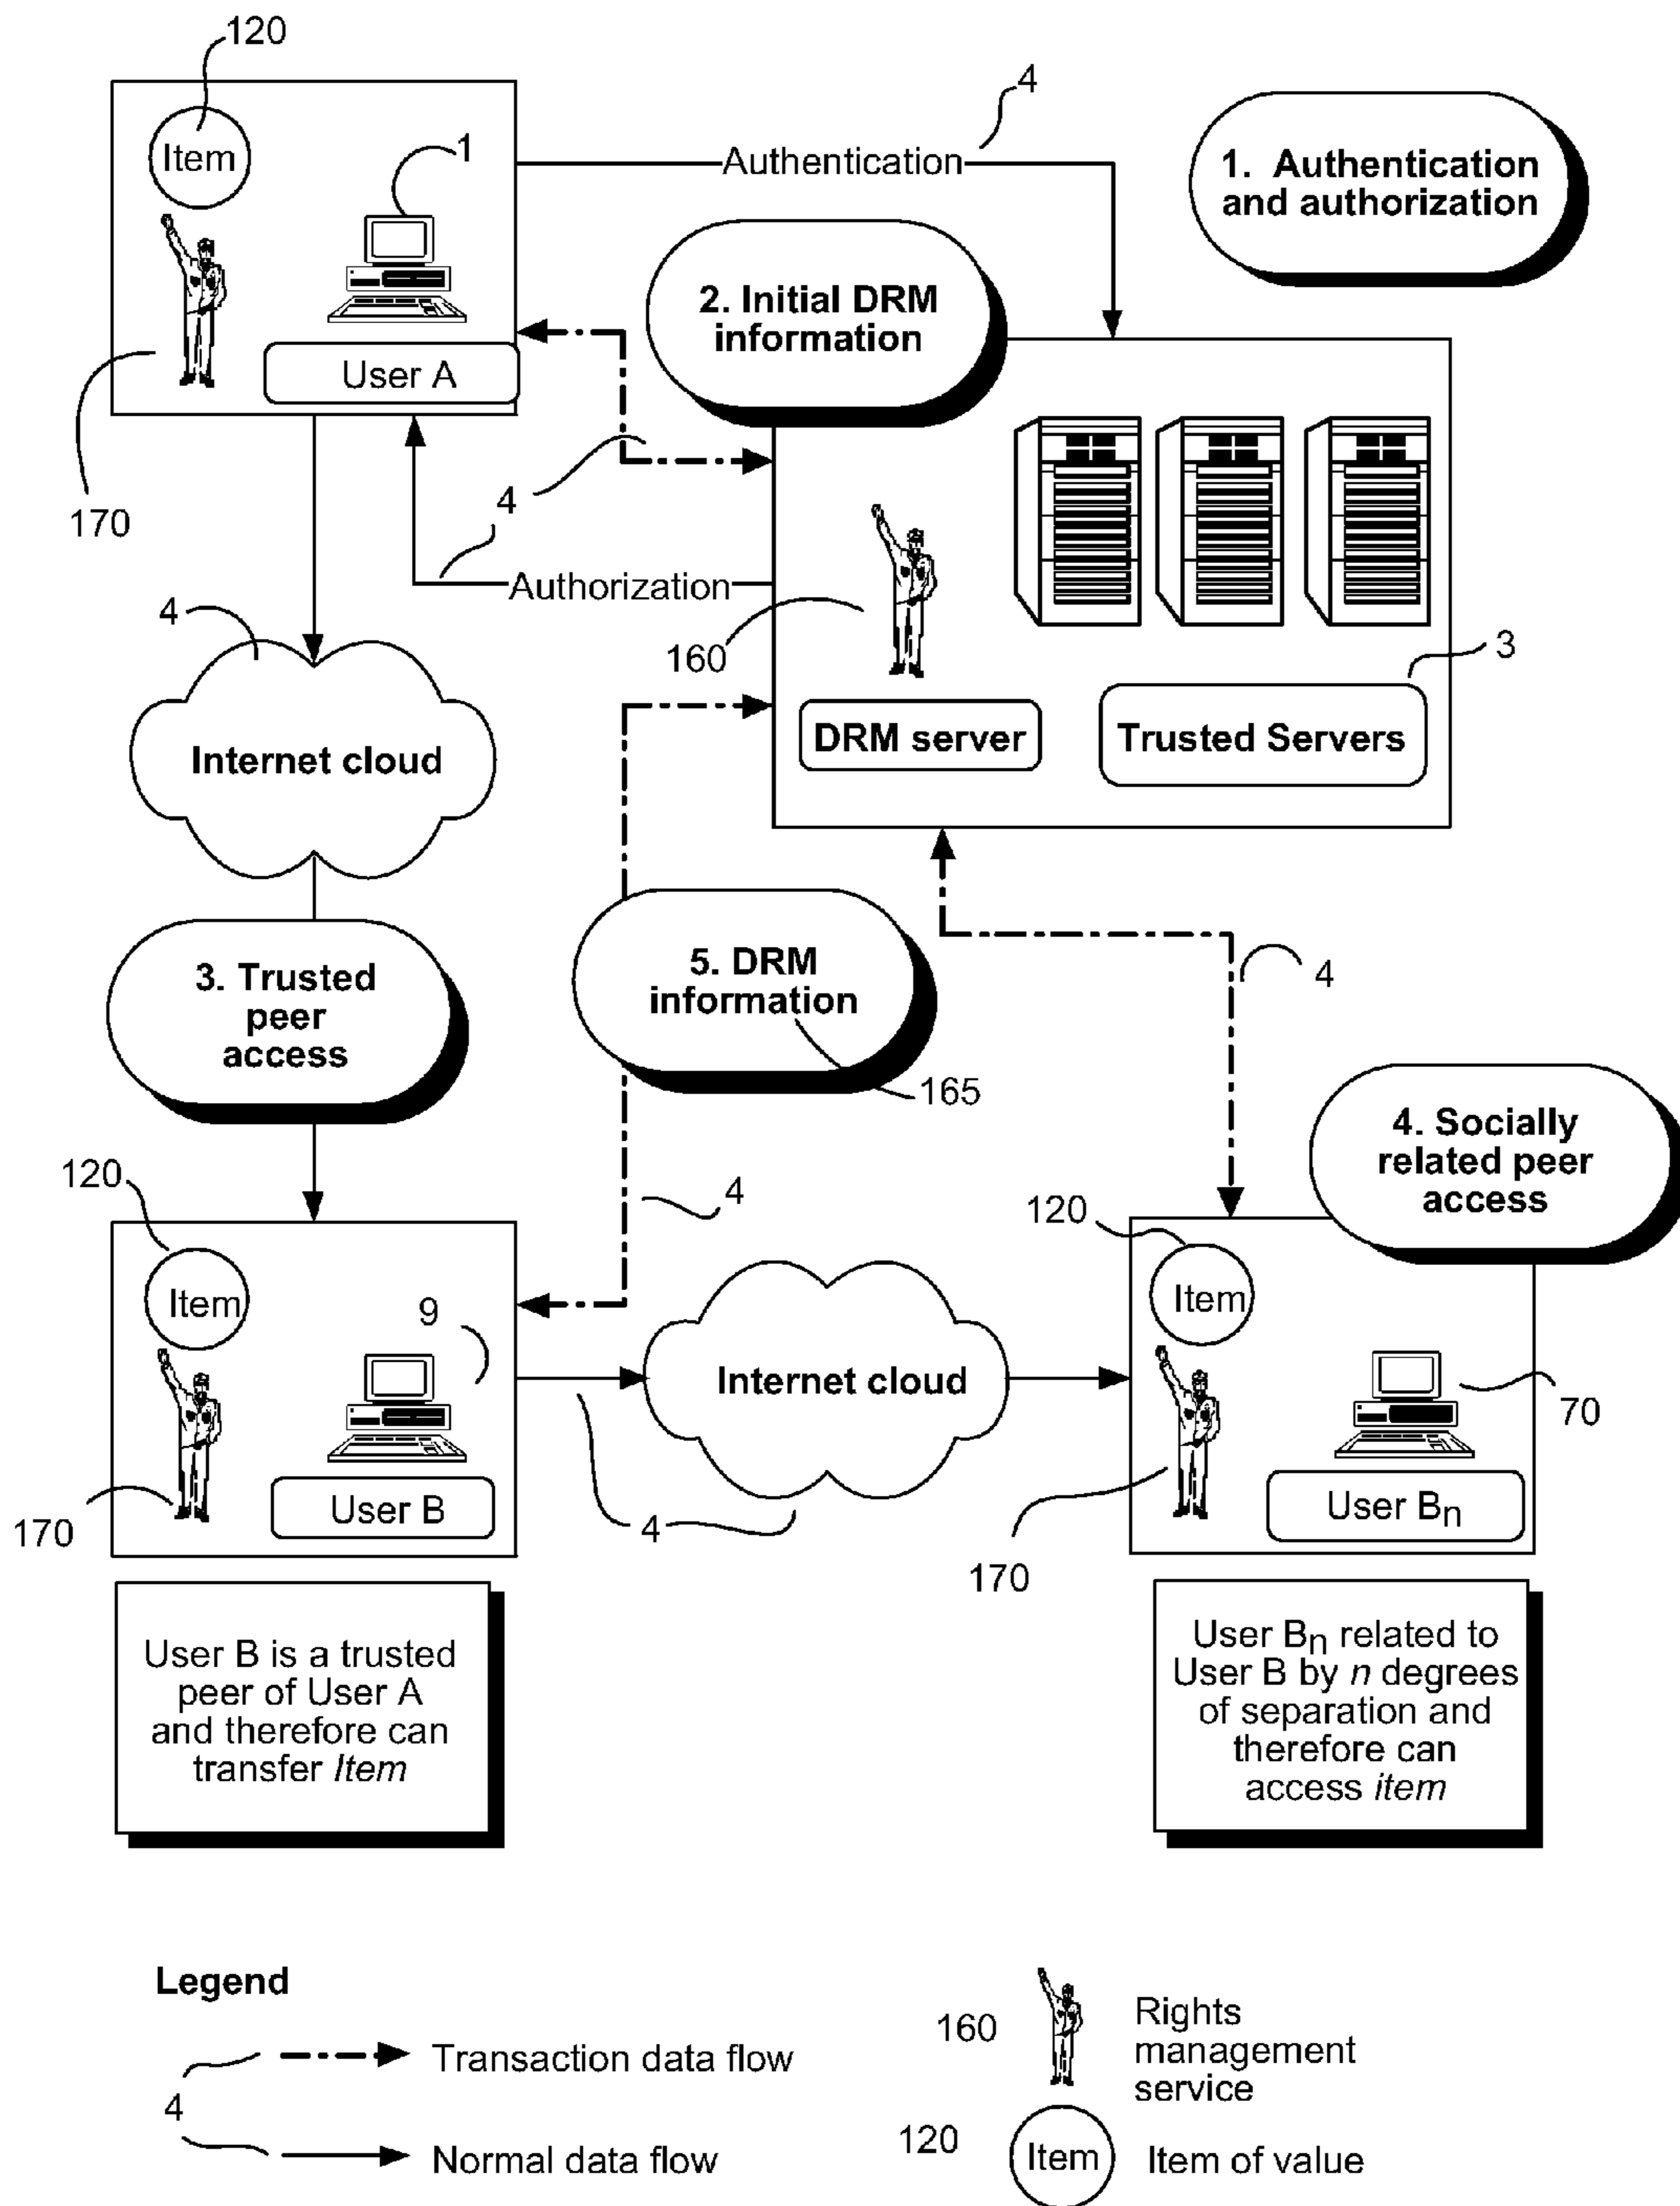 120
Item
1
User A
170
Authentication
4
1. Authentication
and authorization
2. Initial DRM
information
4
4
Authorization
160
DRM server
Trusted Servers
3
4
Internet cloud
3. Trusted
peer
access
5. DRM
information
165
4
4
4. Socially
related peer
access
120
Item
9
User B
170
Internet cloud
4
120
Item
70
User Bn
170
User B is a trusted
peer of User A
and therefore can
transfer Item
User Bn related to
User B by n degrees
of separation and
therefore can
access item
Legend
4
Transaction data flow
Normal data flow
160
Rights
management
service
120
Item
Item of value